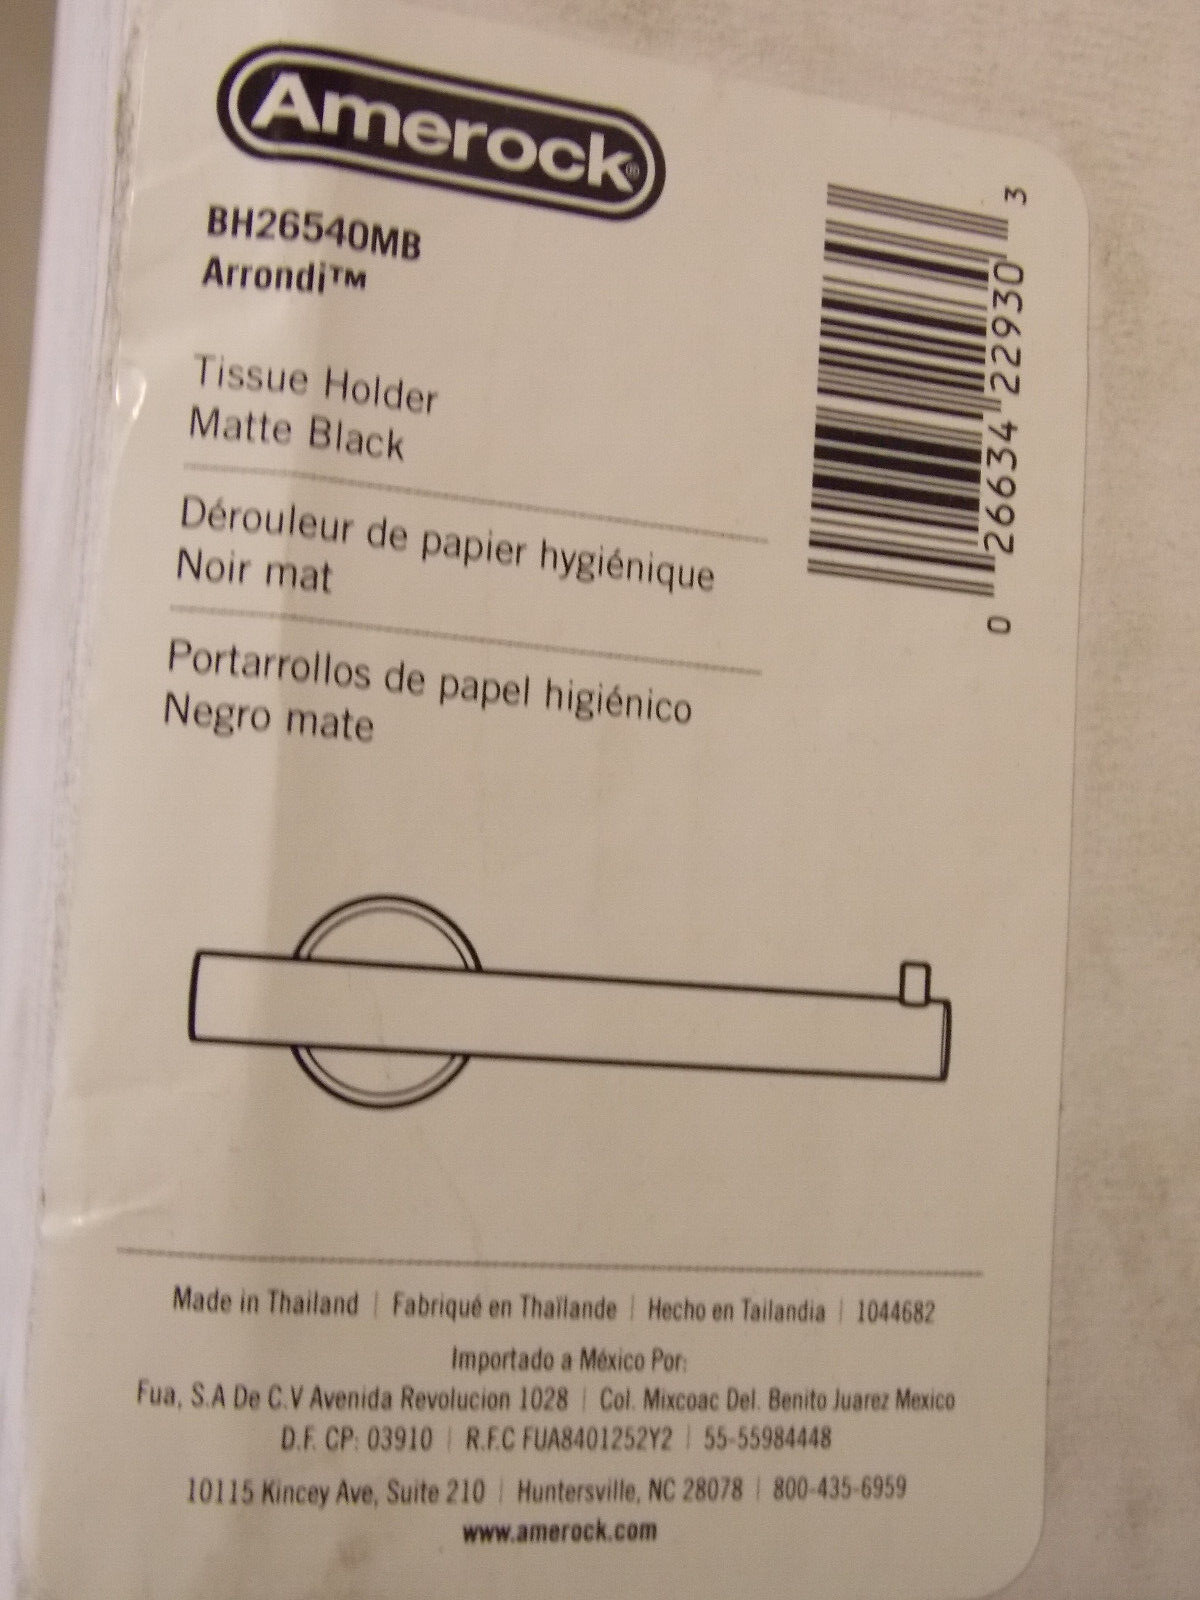 Amerock®
BH26540MB
Arrondi™
Tissue Holder
Matte Black
Dérouleur de papier hygiénique
Noir mat
Portarrollos de papel higiénico
Negro mate
0 26634 22930 3
Made in Thailand | Fabriqué en Thaïlande | Hecho en Tailandia | 1044682
Importado a México Por:
Fua, S.A De C.V Avenida Revolucion 1028 | Col. Mixcoac Del. Benito Juarez Mexico
D.F. CP: 03910 | R.F.C FUA8401252Y2 | 55-55984448
10115 Kincey Ave, Suite 210 | Huntersville, NC 28078 | 800-435-6959
www.amerock.com